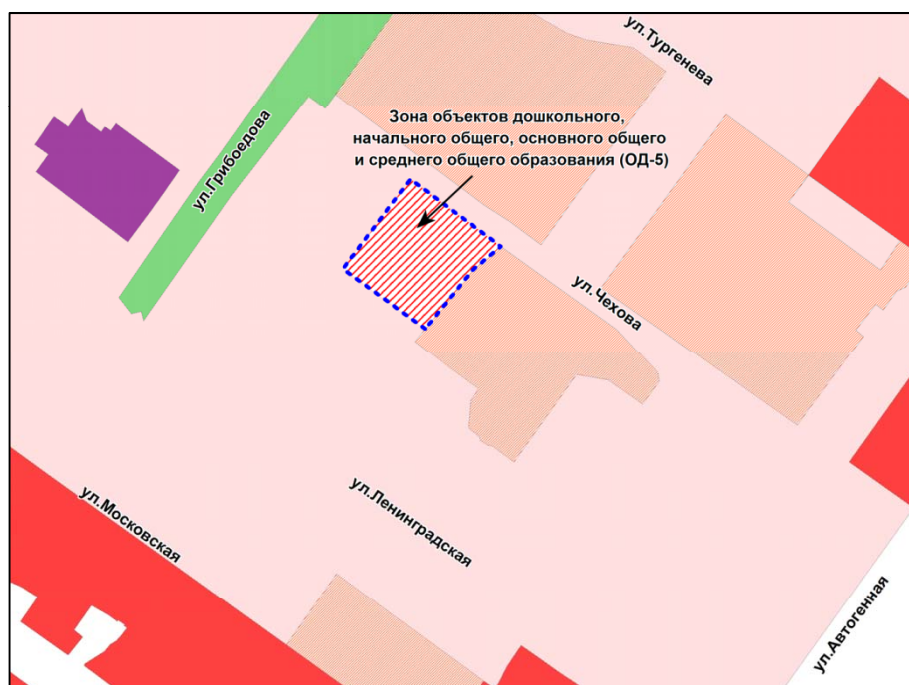 ул.Тургенева
Зона объектов дошкольного,
начального общего, основного общего
и среднего общего образования (ОД-5)
ул.Грибоедова
ул.Чехова
ул.Московская
ул.Ленинградская
ул.Автогенная